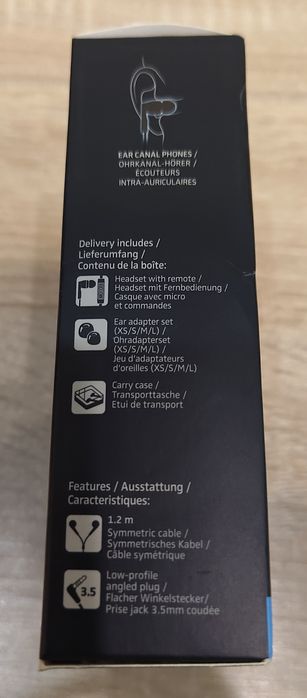 EAR CANAL PHONES /
OHRKANAL-HÖRER /
ÉCOUTEURS
INTRA-AURICULAIRES
Delivery includes /
Lieferumfang /
Contenu de la boîte:
Headset with remote /
Headset mit Fernbedienung /
Casque avec micro
et commandes
Ear adapter set
(XS/S/M/L) /
Ohradapterset
(XS/S/M/L) /
Jeu d'adaptateurs
d'oreilles (XS/S/M/L)
Carry case /
Transporttasche /
Etui de transport
Features / Ausstattung /
Caracteristiques:
1.2 m
Symmetric cable /
Symmetrisches Kabel /
Câble symétrique
3.5
Low-profile
angled plug /
Flacher Winkelstecker/
Prise jack 3.5mm coudée